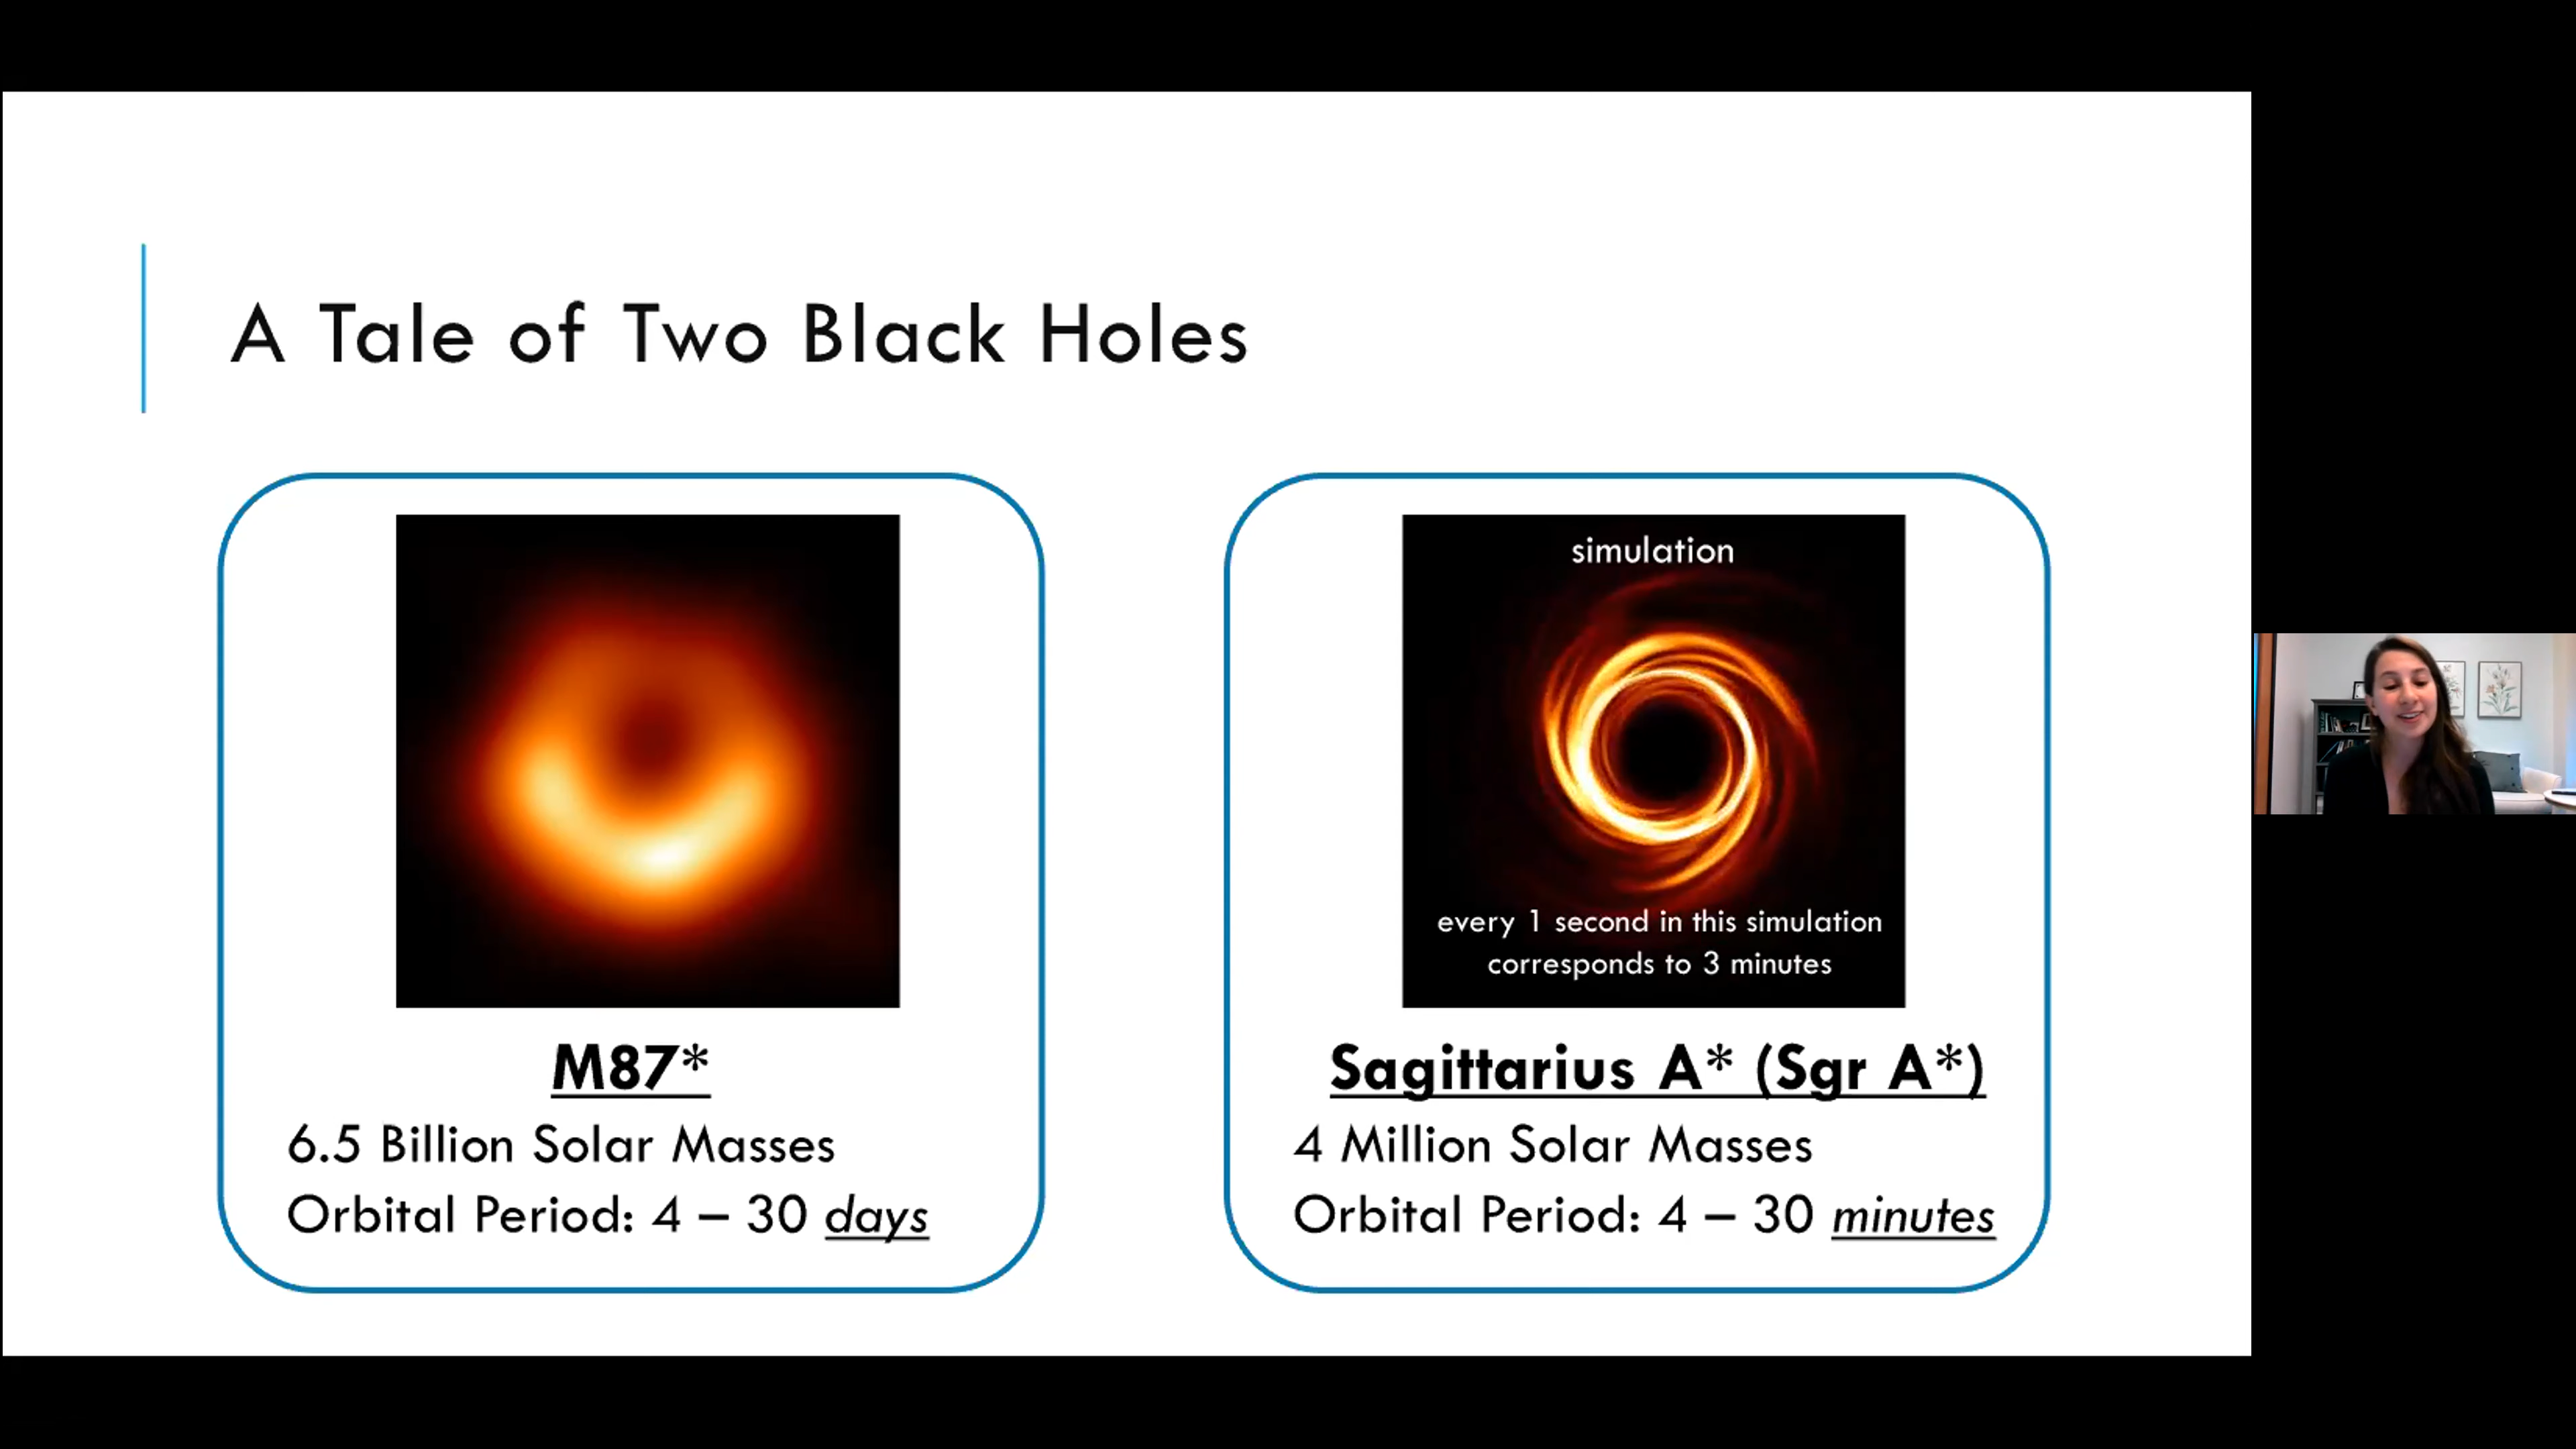 A Tale of Two Black Holes
M87*
6.5 Billion Solar Masses
Orbital Period: 4 – 30 days
simulation
every 1 second in this simulation
corresponds to 3 minutes
Sagittarius A* (Sgr A*)
4 Million Solar Masses
Orbital Period: 4 – 30 minutes